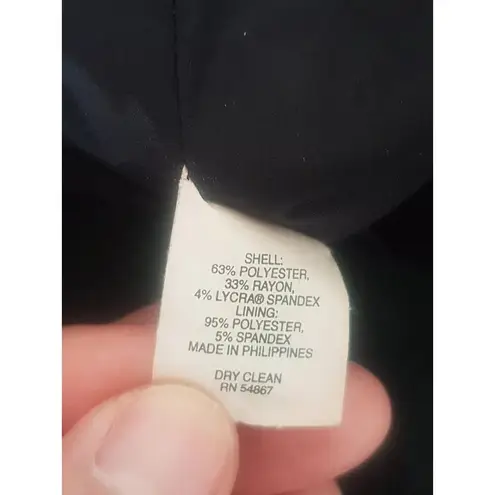 SHELL:
63% POLYESTER,
33% RAYON,
4% LYCRA® SPANDEX
LINING:
95% POLYESTER,
5% SPANDEX
MADE IN PHILIPPINES
DRY CLEAN
RN 54867